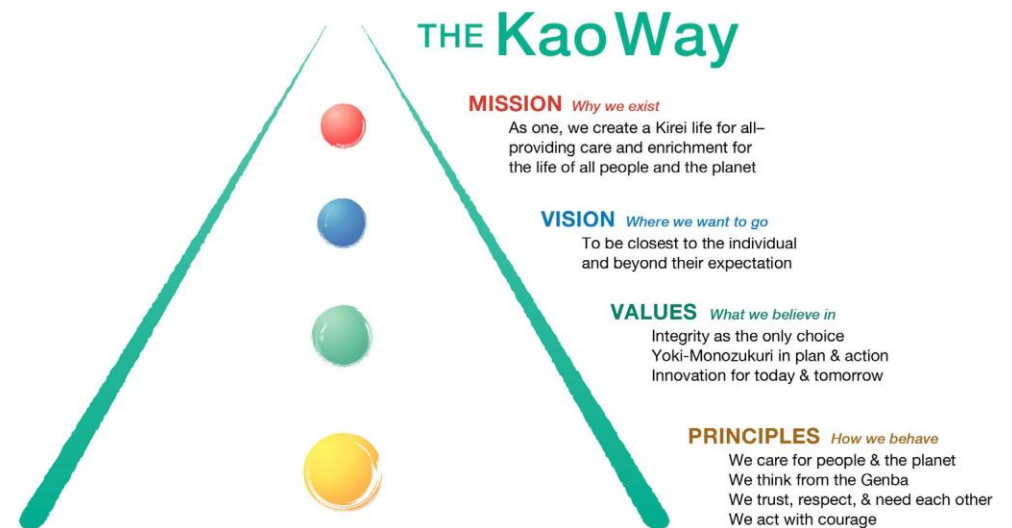 THE Kao Way
MISSION Why we exist
As one, we create a Kirei life for all–
providing care and enrichment for
the life of all people and the planet
VISION Where we want to go
To be closest to the individual
and beyond their expectation
VALUES What we believe in
Integrity as the only choice
Yoki-Monozukuri in plan & action
Innovation for today & tomorrow
PRINCIPLES How we behave
We care for people & the planet
We think from the Genba
We trust, respect, & need each other
We act with courage